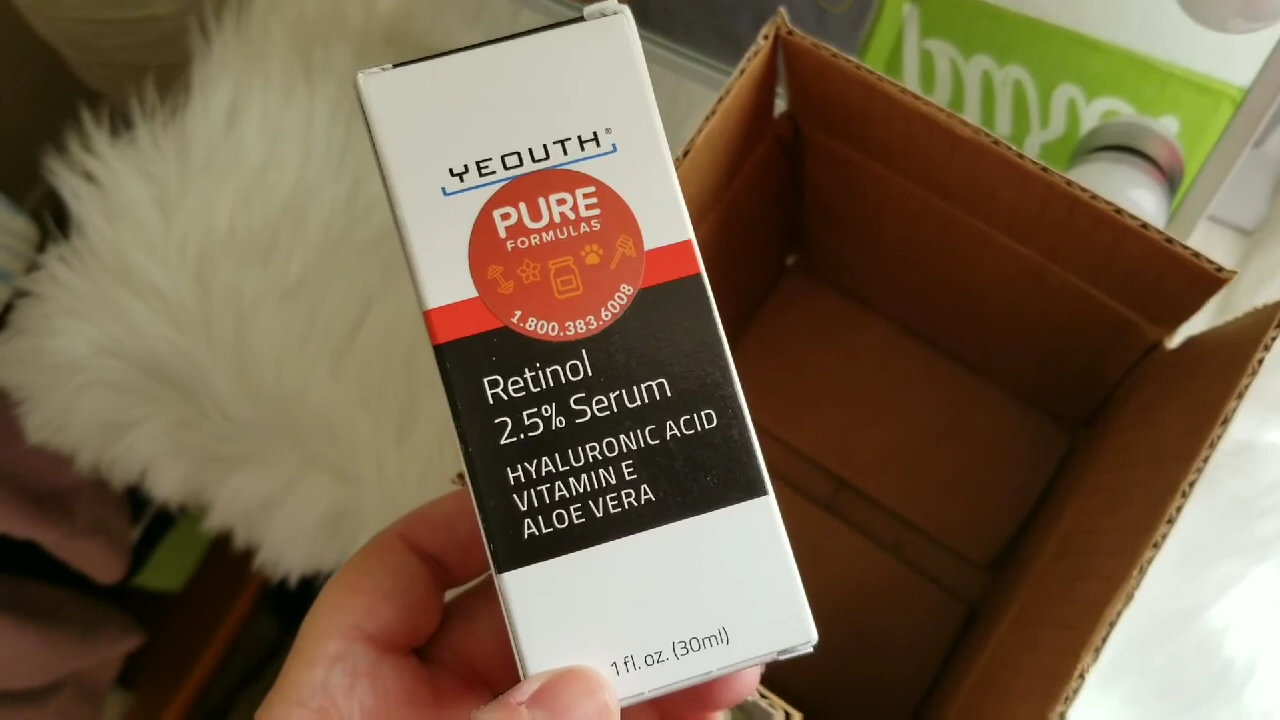 YEOUTH®
PURE
FORMULAS
1.800.383.6008
Retinol
2.5% Serum
HYALURONIC ACID
VITAMIN E
ALOE VERA
1 fl. oz. (30ml)